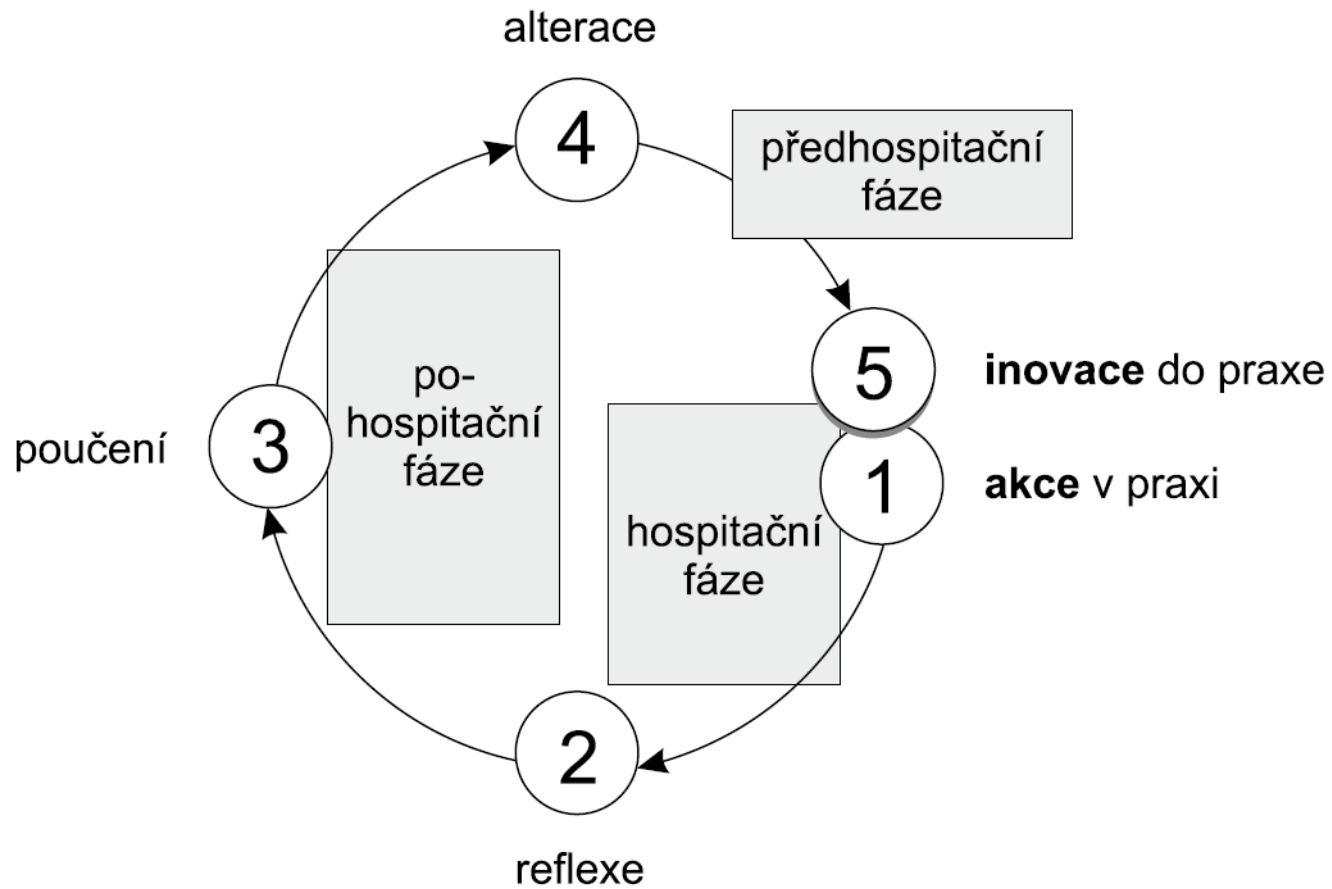 alterace
4
předhospitační
fáze
5
inovace do praxe
po-
hospitační
fáze
3
poučení
hospitační
fáze
1
akce v praxi
2
reflexe